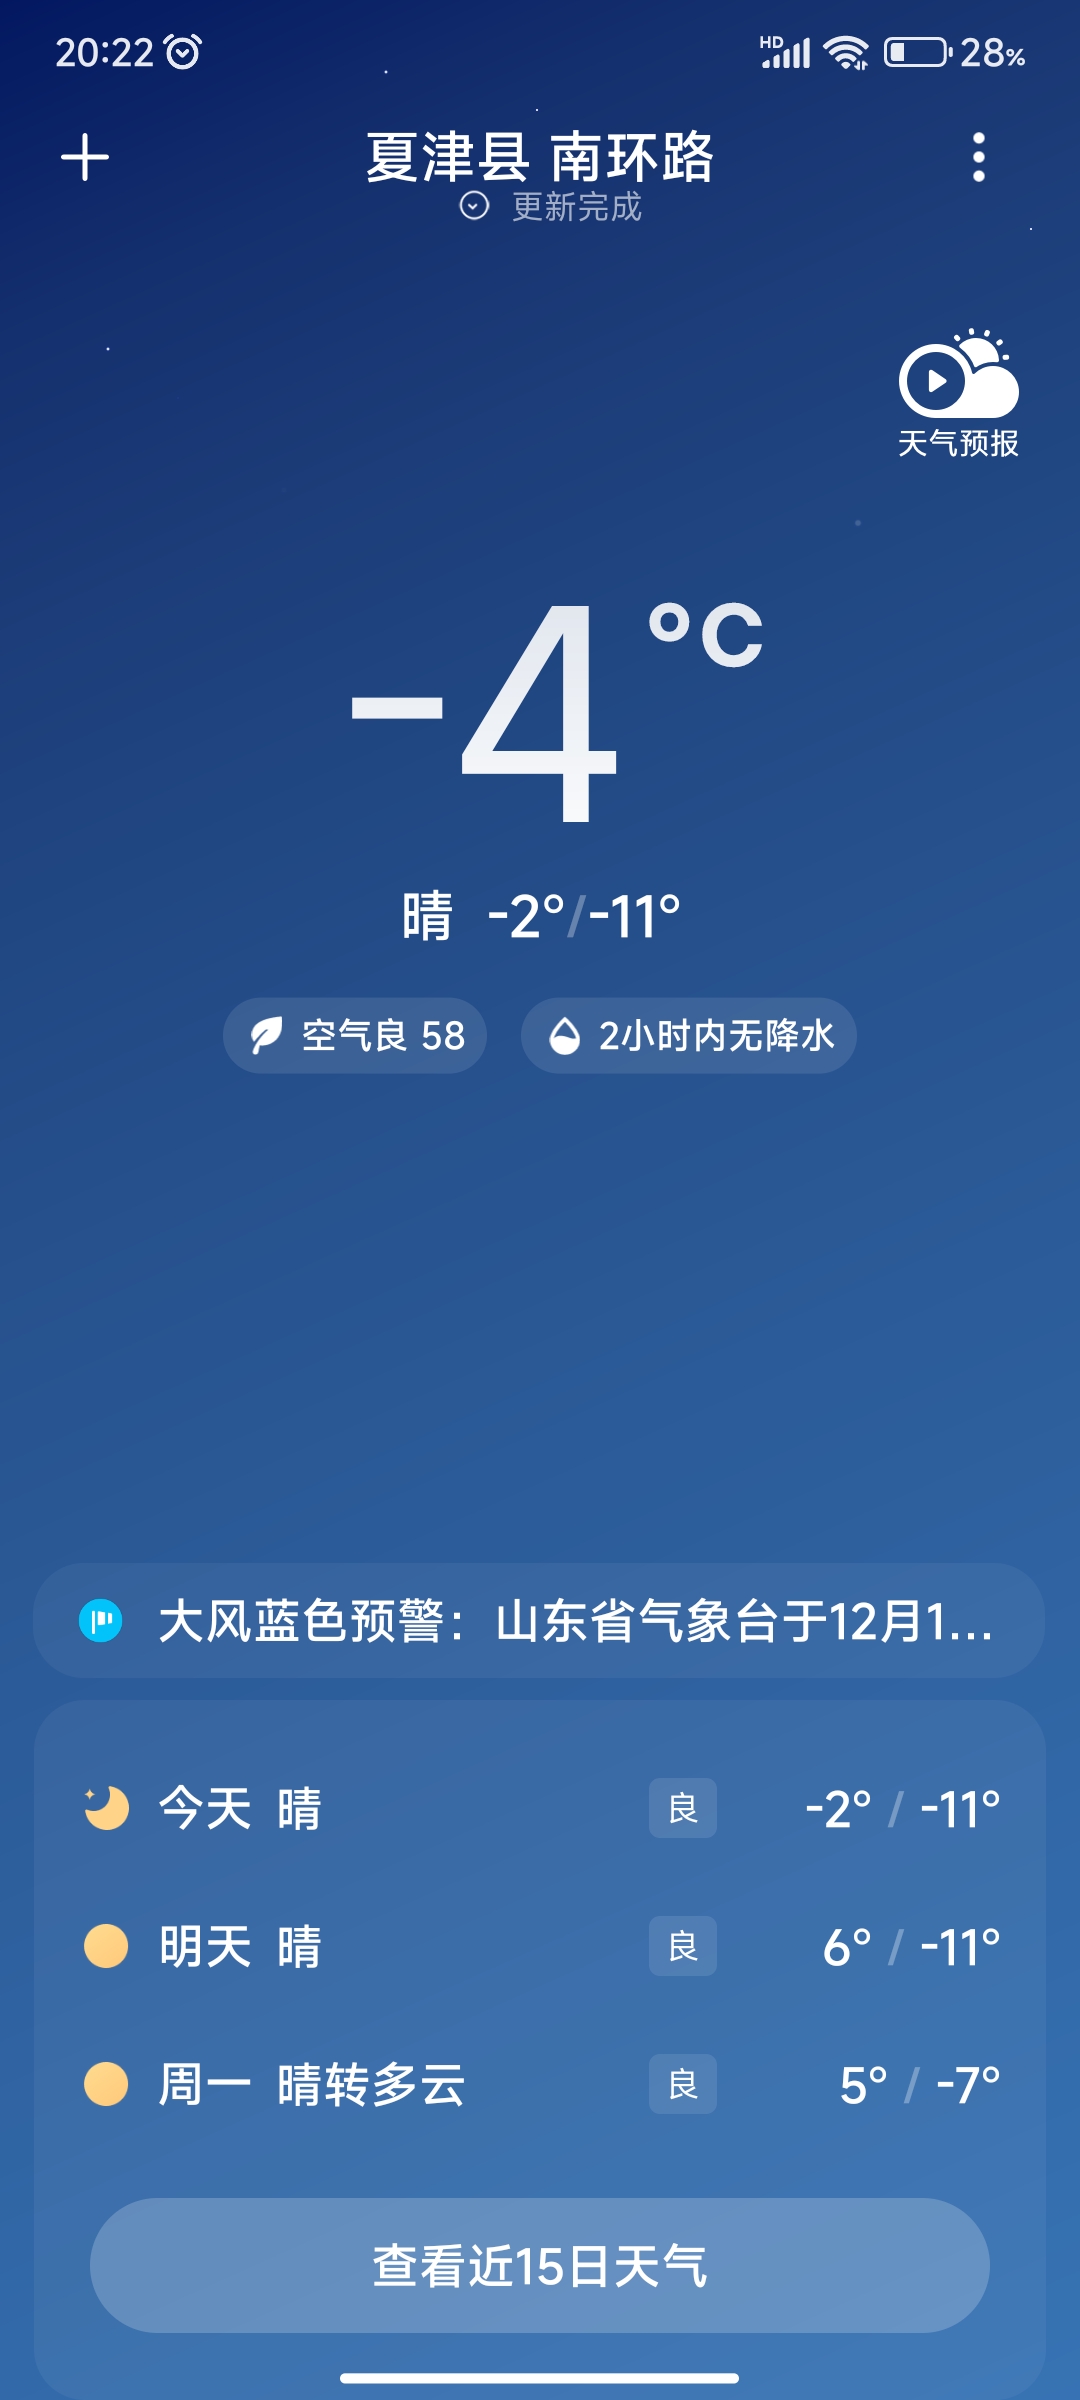 20:22
HD 28%
夏津县 南环路
更新完成
天气预报
-4°C
晴 -2°/-11°
空气良 58
2小时内无降水
大风蓝色预警：山东省气象台于12月1...
今天 晴 良 -2° / -11°
明天 晴 良 6° / -11°
周一 晴转多云 良 5° / -7°
查看近15日天气